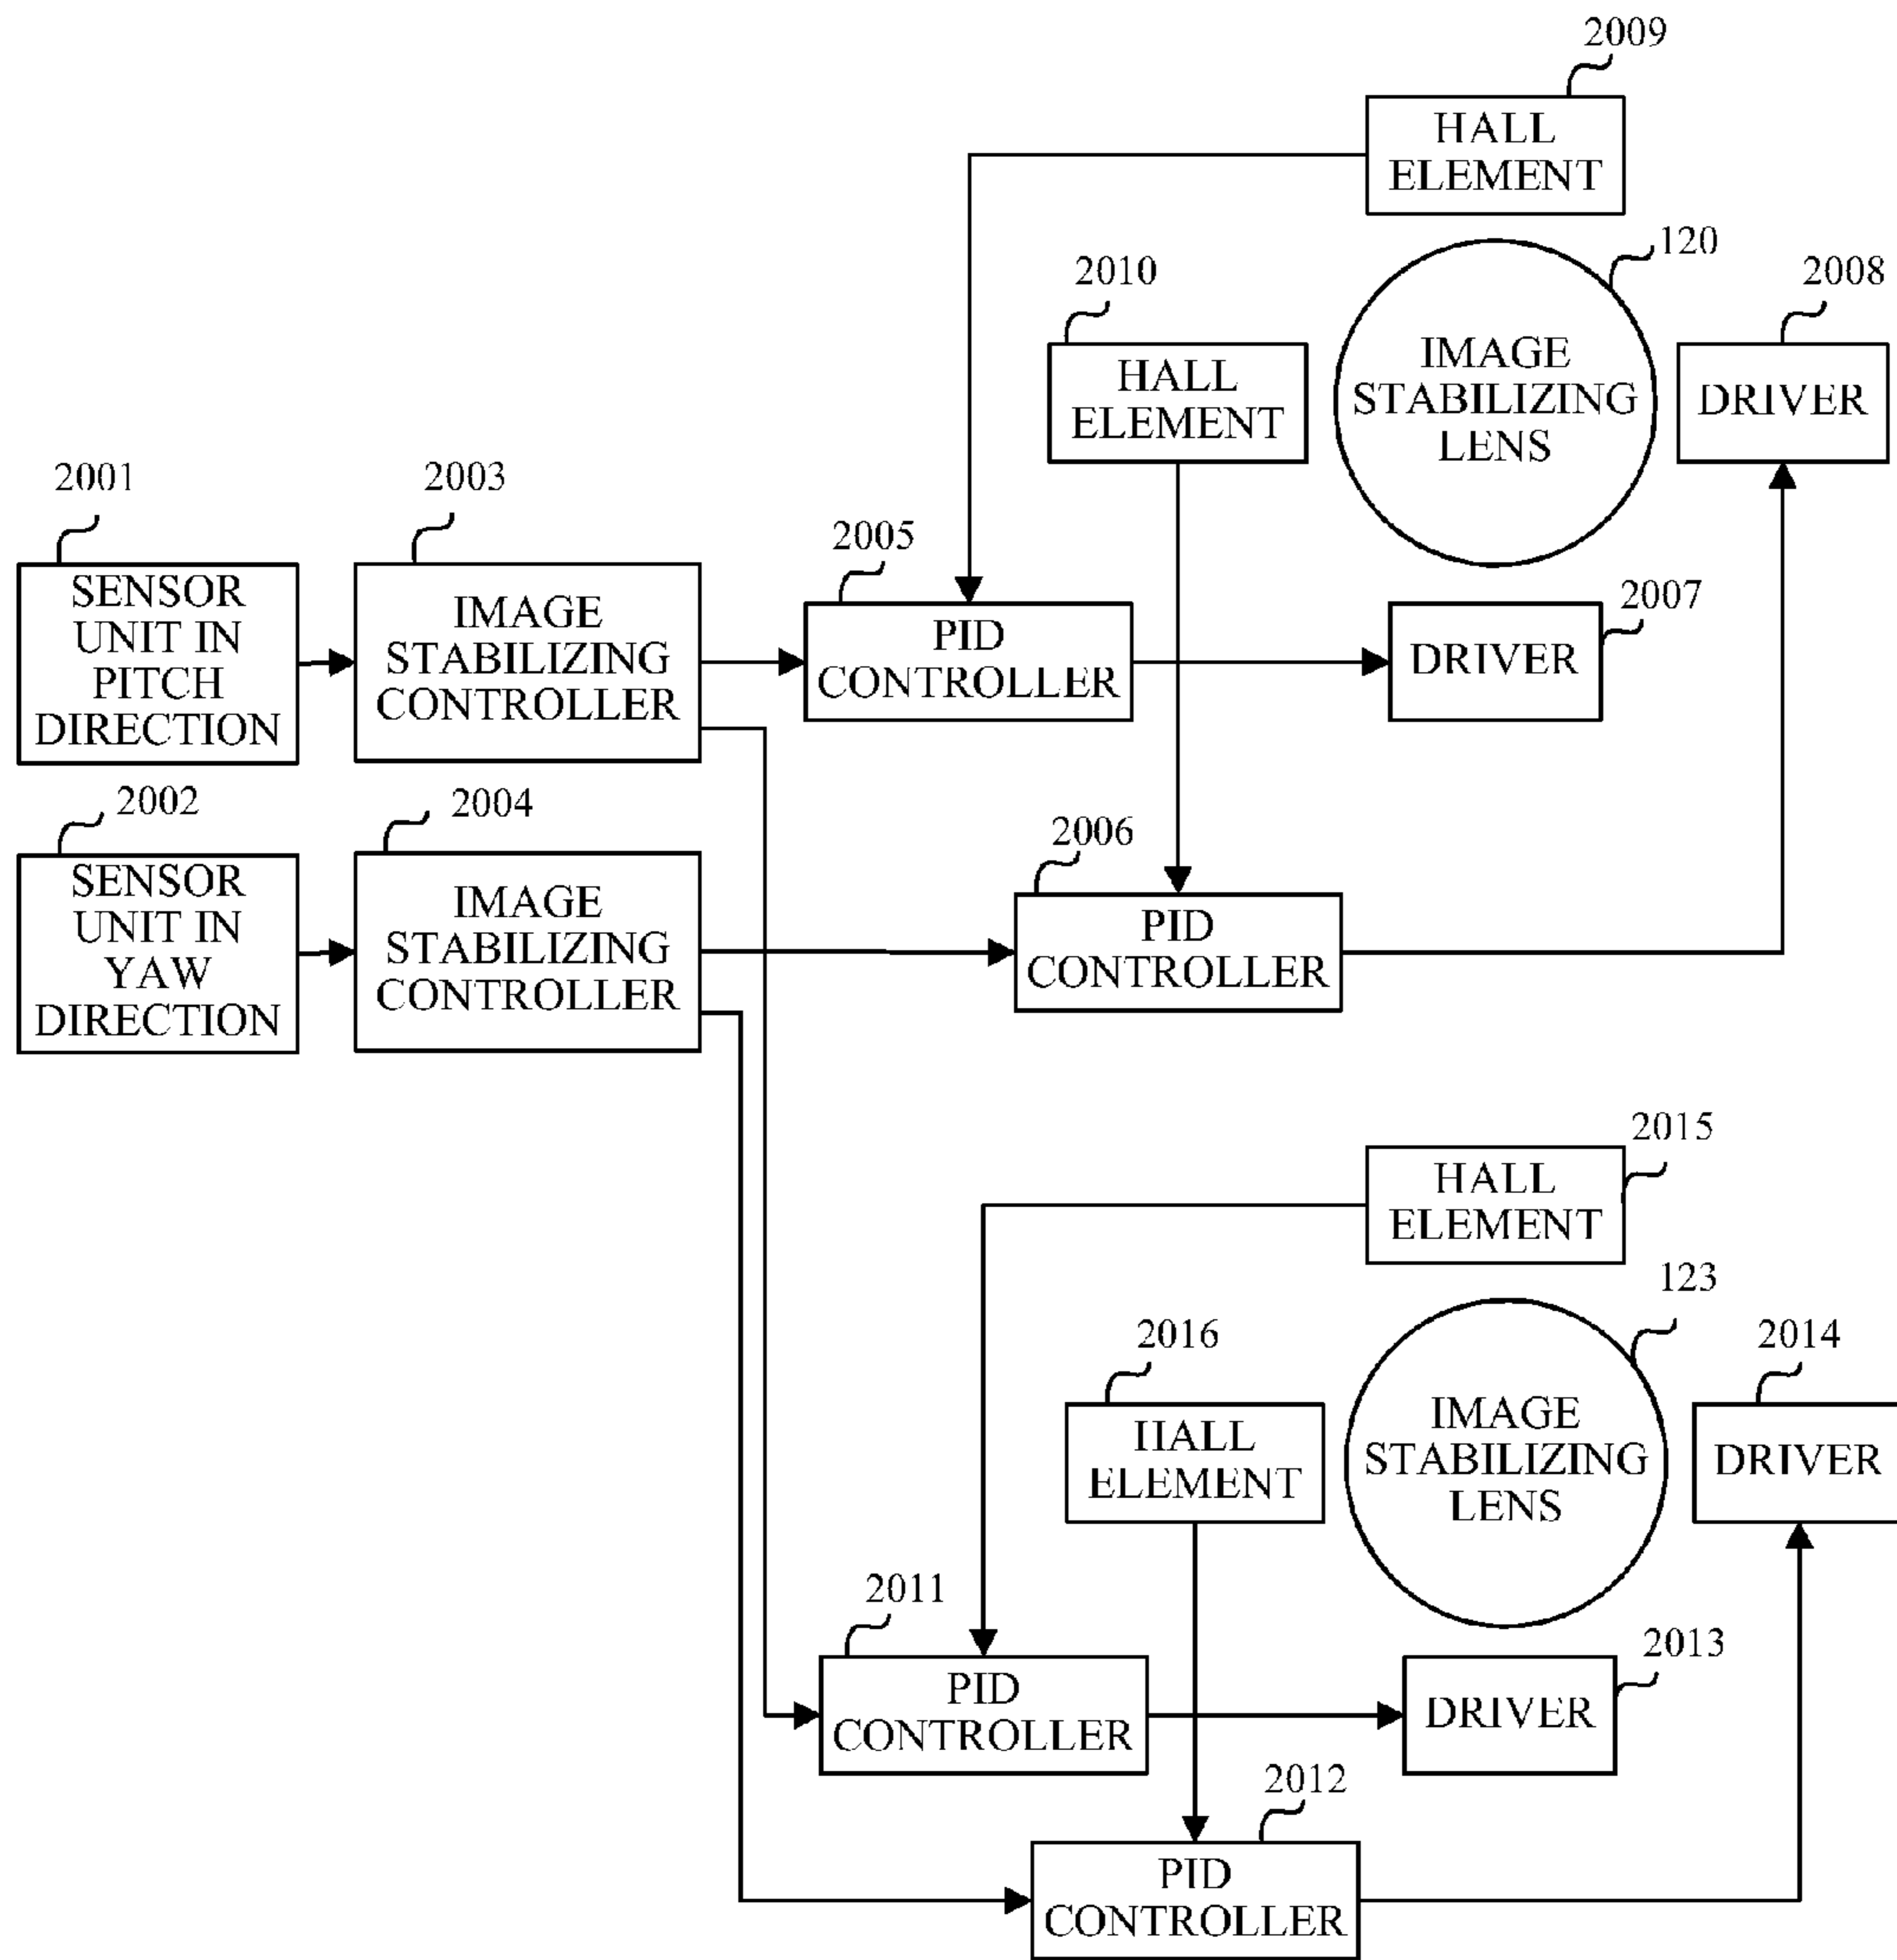 2009
HALL
ELEMENT
120
2010
2008
HALL
ELEMENT
IMAGE
STABILIZING
LENS
DRIVER
2001
2003
2005
2007
SENSOR
UNIT IN
PITCH
DIRECTION
IMAGE
STABILIZING
CONTROLLER
PID
CONTROLLER
DRIVER
2002
2004
2006
SENSOR
UNIT IN
YAW
DIRECTION
IMAGE
STABILIZING
CONTROLLER
PID
CONTROLLER
2015
HALL
ELEMENT
123
2016
2014
HALL
ELEMENT
IMAGE
STABILIZING
LENS
DRIVER
2011
2013
PID
CONTROLLER
DRIVER
2012
PID
CONTROLLER